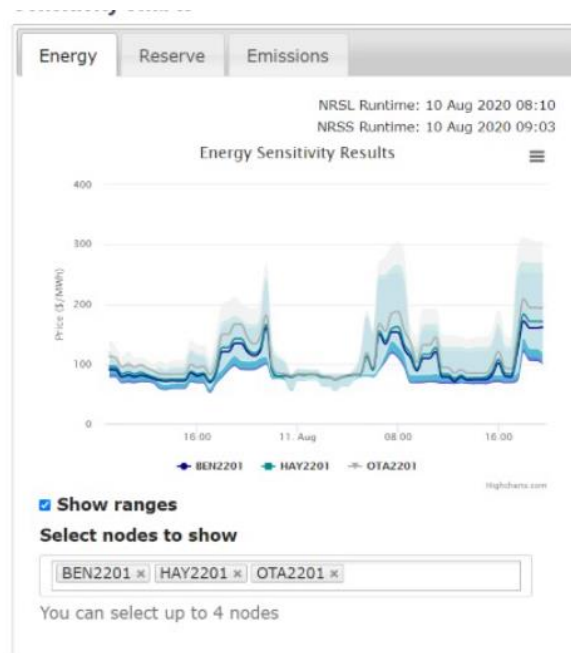 Energy
Reserve
Emissions
NRSL Runtime: 10 Aug 2020 08:10
NRSS Runtime: 10 Aug 2020 09:03
Energy Sensitivity Results
400
300
200
100
0
Price ($/MWh)
16:00
11. Aug
08:00
16:00
BEN2201
HAY2201
OTA2201
Highcharts.com
Show ranges
Select nodes to show
BEN2201 × HAY2201 × OTA2201 ×
You can select up to 4 nodes